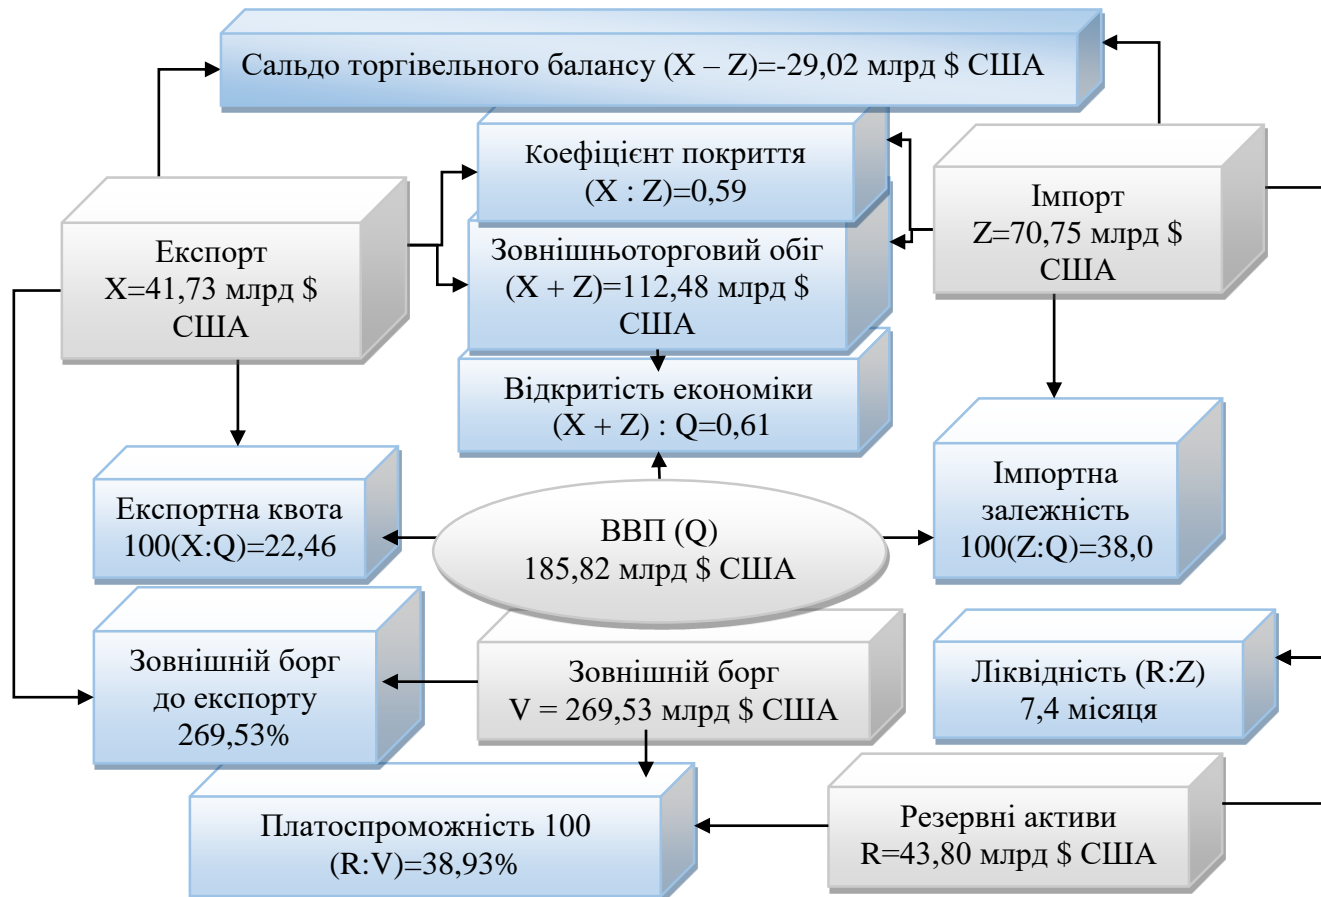 Сальдо торгівельного балансу (X – Z)=-29,02 млрд $ США
Коефіцієнт покриття
(X : Z)=0,59
Імпорт
Z=70,75 млрд $
США
Експорт
X=41,73 млрд $
США
Зовнішньоторговий обіг
(X + Z)=112,48 млрд $
США
Відкритість економіки
(X + Z) : Q=0,61
Експортна квота
100(X:Q)=22,46
ВВП (Q)
185,82 млрд $ США
Імпортна
залежність
100(Z:Q)=38,0
Зовнішній борг
до експорту
269,53%
Зовнішній борг
V = 269,53 млрд $ США
Ліквідність (R:Z)
7,4 місяця
Платоспроможність 100
(R:V)=38,93%
Резервні активи
R=43,80 млрд $ США